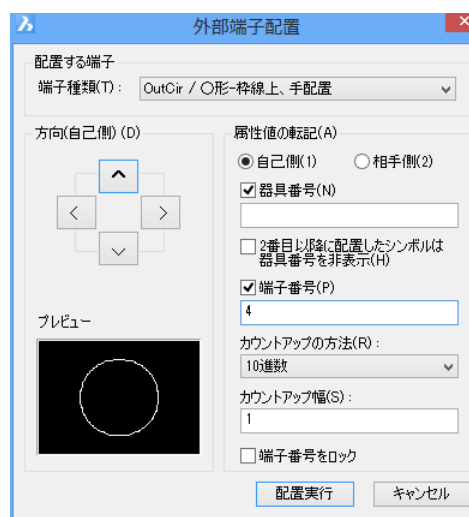 外部端子配置
配置する端子
端子種類(T):
OutCir / 〇形-枠線上、手配置
方向(自己側)(D)
属性値の転記(A)
自己側(1)
相手側(2)
器具番号(N)
2番目以降に配置したシンボルは
器具番号を非表示(H)
端子番号(P)
4
プレビュー
カウントアップの方法(R):
10進数
カウントアップ幅(S):
1
端子番号をロック
配置実行
キャンセル